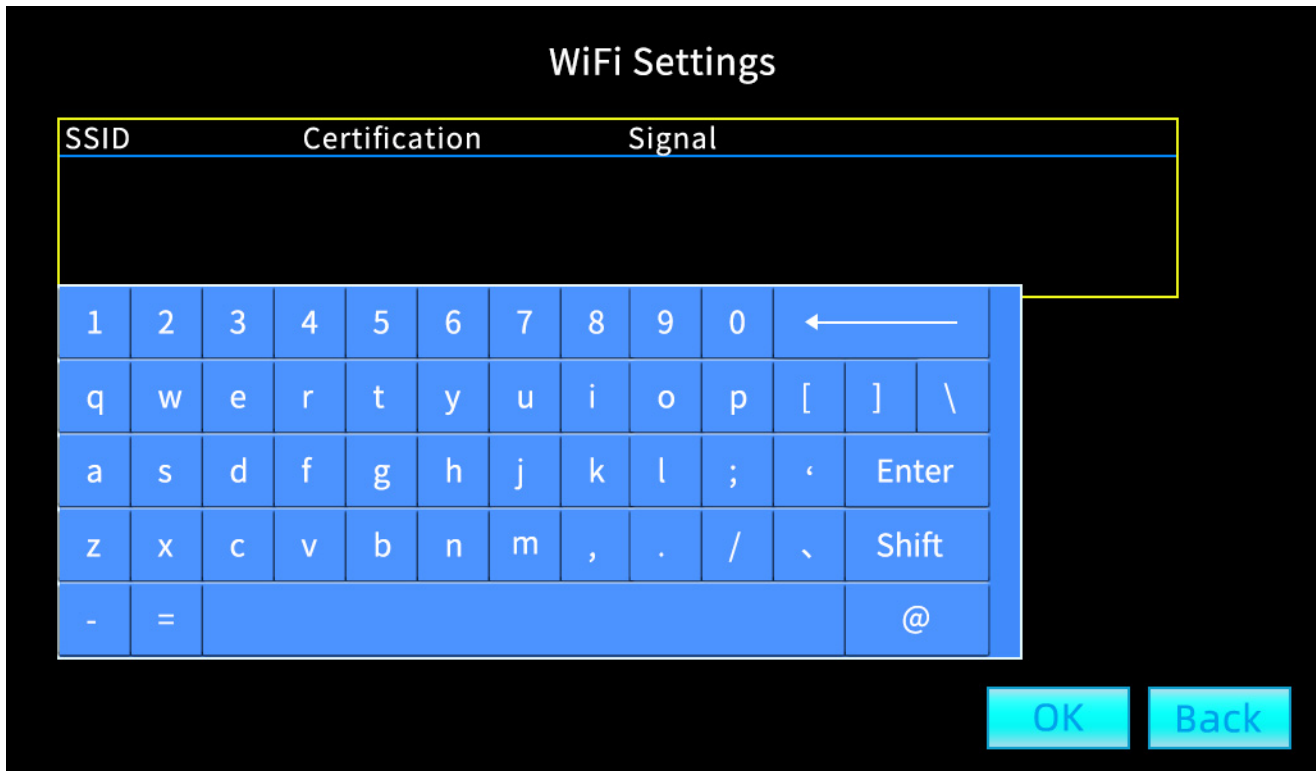 WiFi Settings
SSID Certification Signal
1 2 3 4 5 6 7 8 9 0 ←
q w e r t y u i o p [ ] \
a s d f g h j k l ; ‘ Enter
z x c v b n m , . / 、 Shift
- = @
OK Back